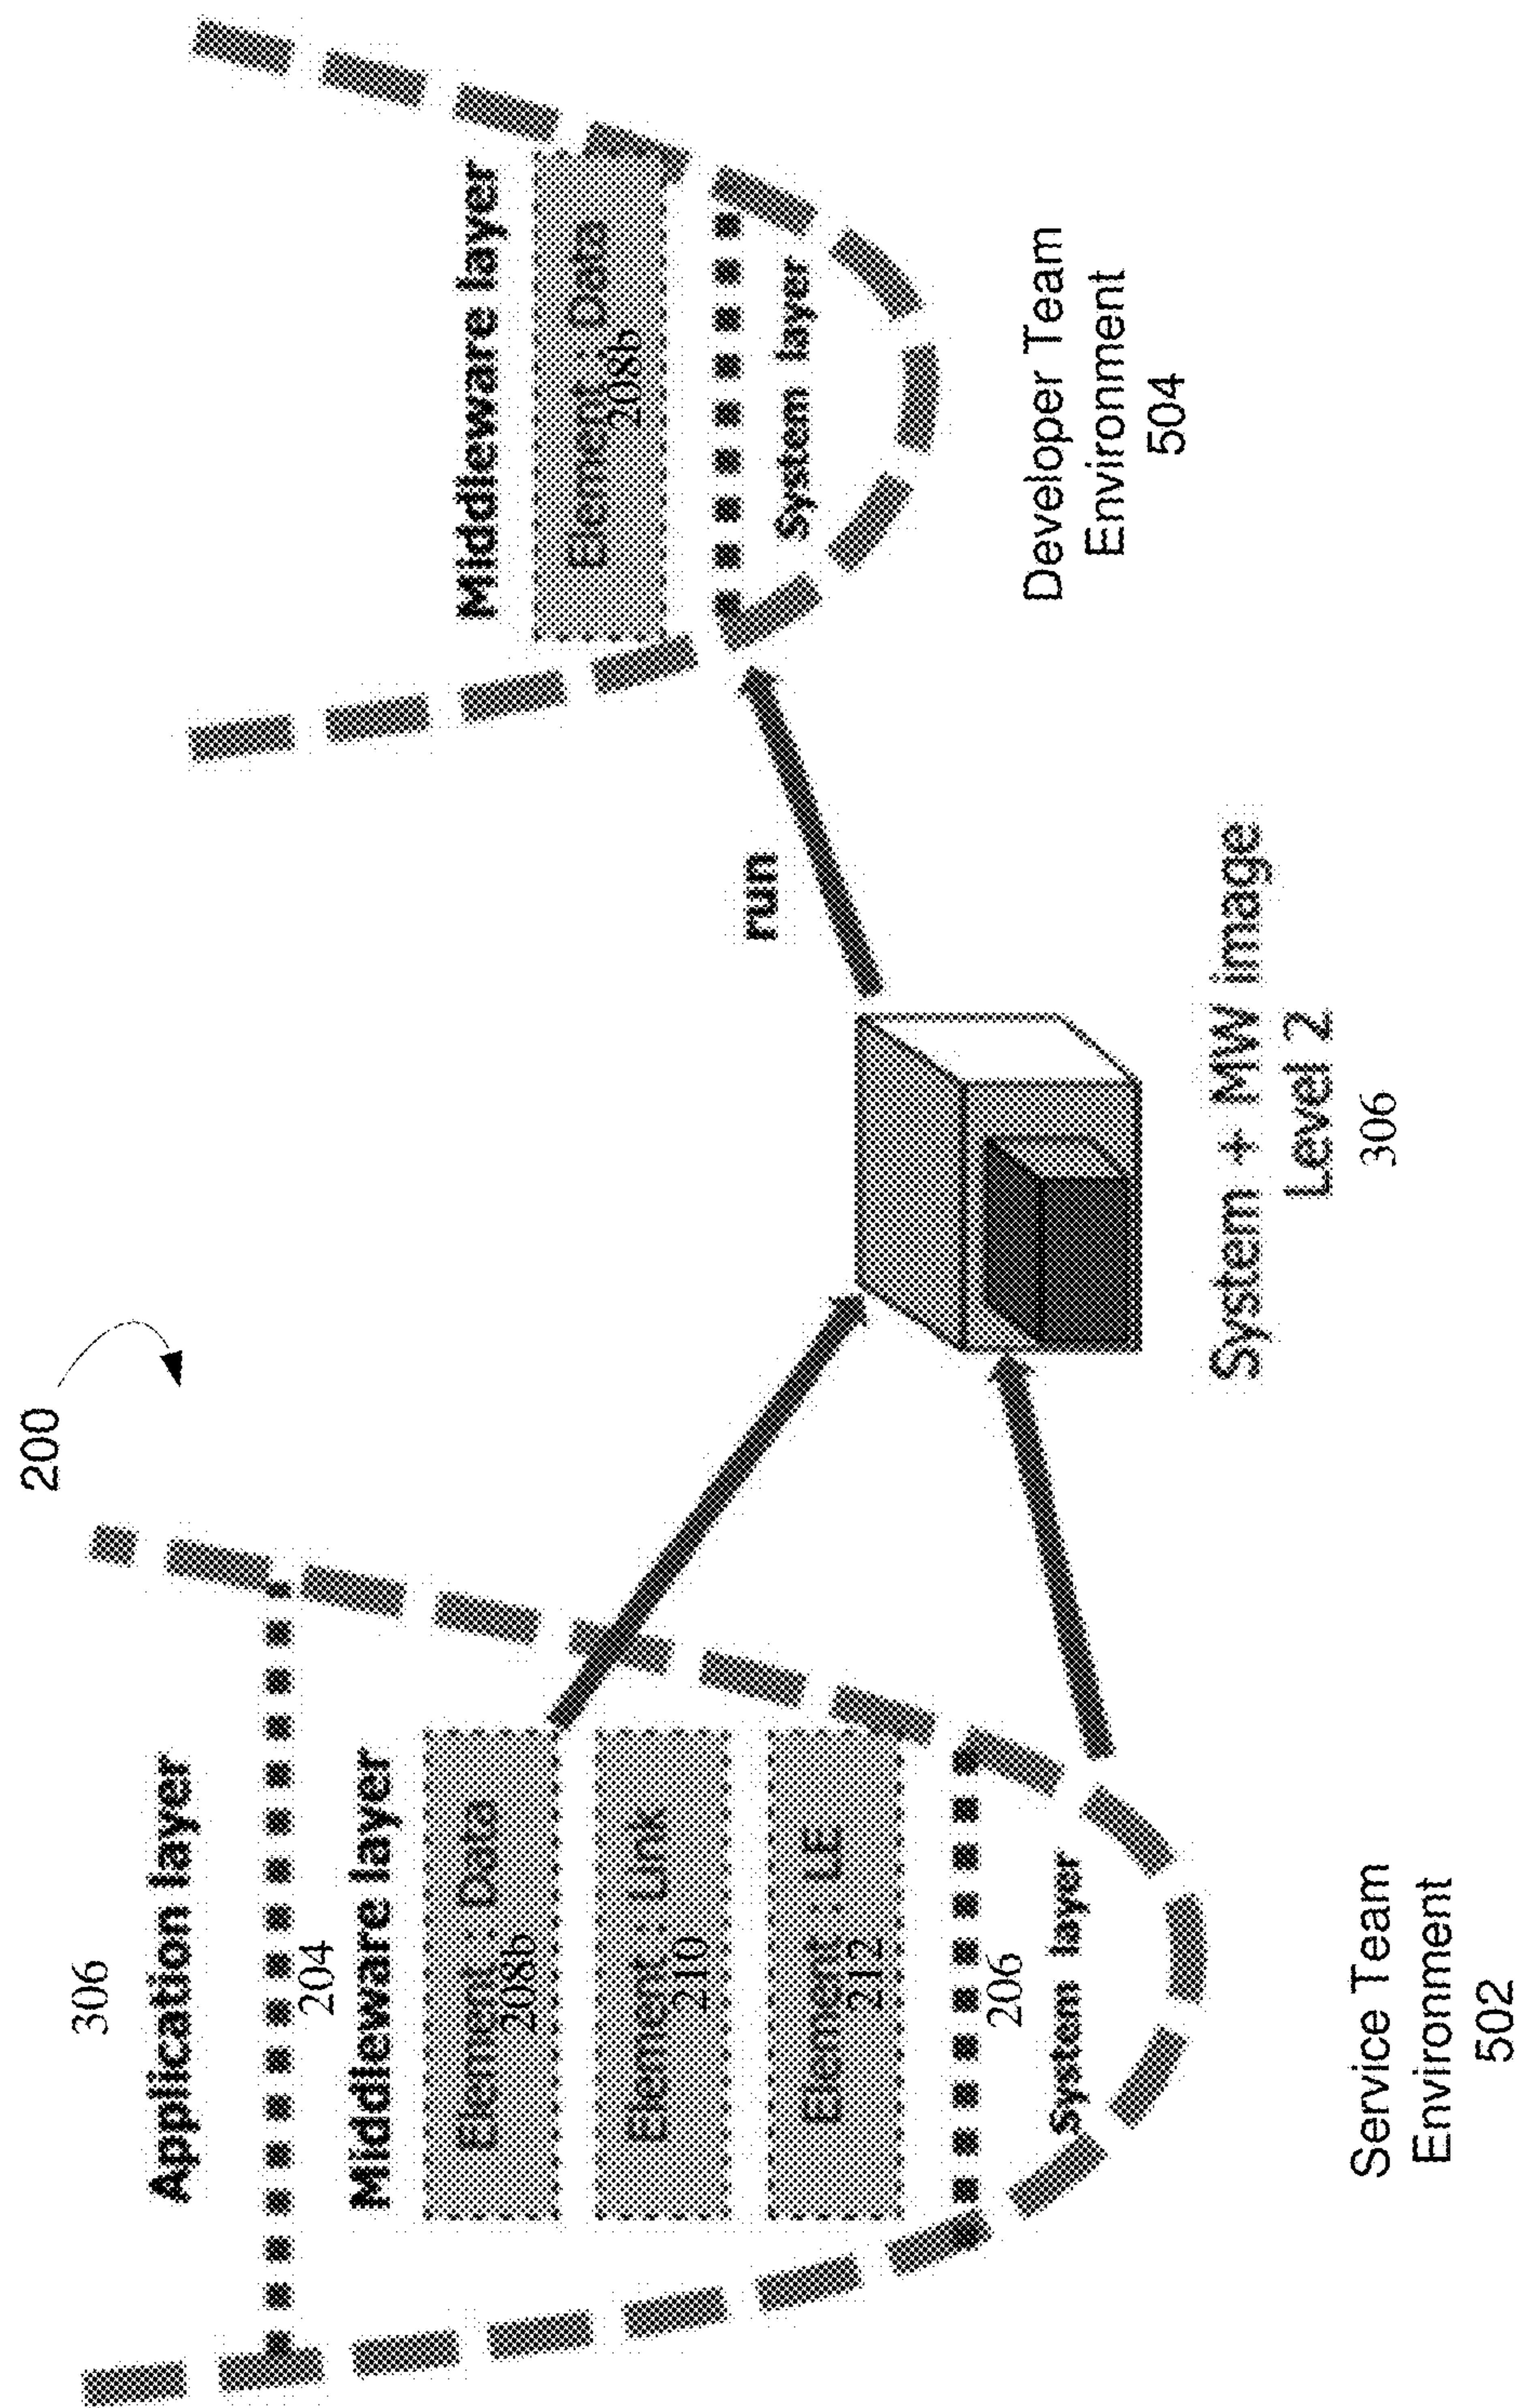 200
306
Application layer
204
Middleware layer
Element : Data
208b
Element : Link
210
Element : LE
212
206
System layer
Service Team
Environment
502
System + MW image
Level 2
306
run
Middleware layer
Element : Data
208b
System layer
Developer Team
Environment
504